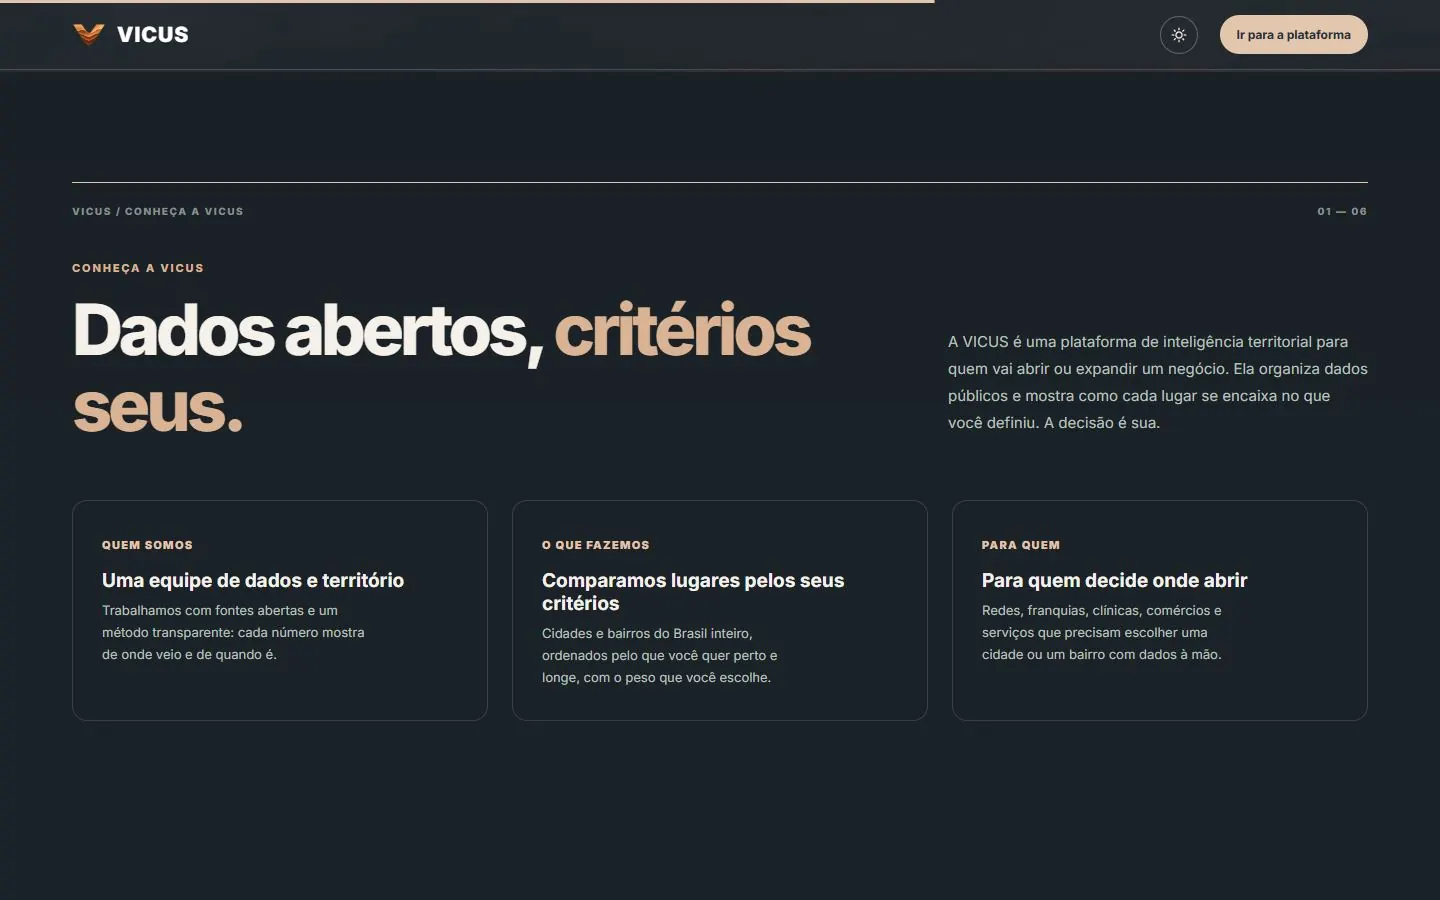 VICUS
Ir para a plataforma
VICUS / CONHEÇA A VICUS
01 — 06
CONHEÇA A VICUS
Dados abertos, critérios
seus.
A VICUS é uma plataforma de inteligência territorial para
quem vai abrir ou expandir um negócio. Ela organiza dados
públicos e mostra como cada lugar se encaixa no que
você definiu. A decisão é sua.
QUEM SOMOS
Uma equipe de dados e território
Trabalhamos com fontes abertas e um
método transparente: cada número mostra
de onde veio e de quando é.
O QUE FAZEMOS
Comparamos lugares pelos seus
critérios
Cidades e bairros do Brasil inteiro,
ordenados pelo que você quer perto e
longe, com o peso que você escolhe.
PARA QUEM
Para quem decide onde abrir
Redes, franquias, clínicas, comércios e
serviços que precisam escolher uma
cidade ou um bairro com dados à mão.